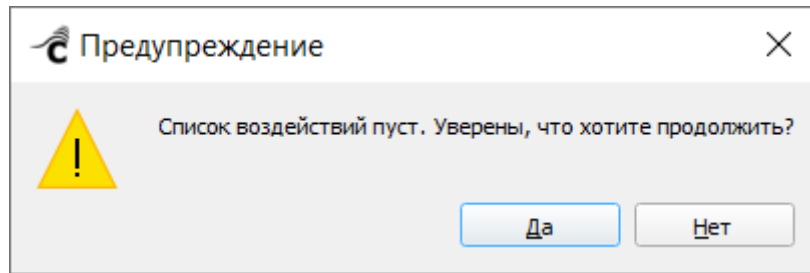 Предупреждение
Список воздействий пуст. Уверены, что хотите продолжить?
Да
Нет